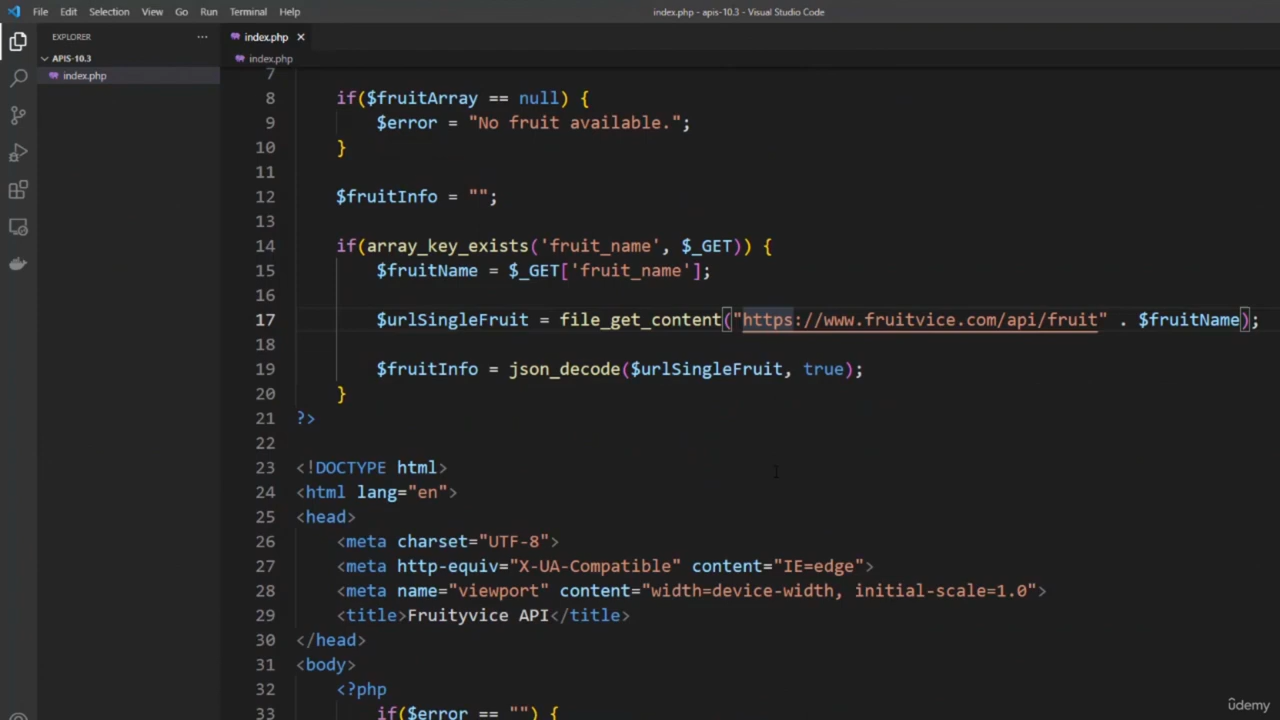 File Edit Selection View Go Run Terminal Help
index.php - apis-10.3 - Visual Studio Code
EXPLORER ...
APIS-10.3
index.php
index.php ×
index.php
7
8 if($fruitArray == null) {
9 $error = "No fruit available.";
10 }
11
12 $fruitInfo = "";
13
14 if(array_key_exists('fruit_name', $_GET)) {
15 $fruitName = $_GET['fruit_name'];
16
17 $urlSingleFruit = file_get_content("https://www.fruitvice.com/api/fruit" . $fruitName);
18
19 $fruitInfo = json_decode($urlSingleFruit, true);
20 }
21 ?>
22
23 <!DOCTYPE html>
24 <html lang="en">
25 <head>
26 <meta charset="UTF-8">
27 <meta http-equiv="X-UA-Compatible" content="IE=edge">
28 <meta name="viewport" content="width=device-width, initial-scale=1.0">
29 <title>Fruityvice API</title>
30 </head>
31 <body>
32 <?php
33 if($error == "") {
ûdemy